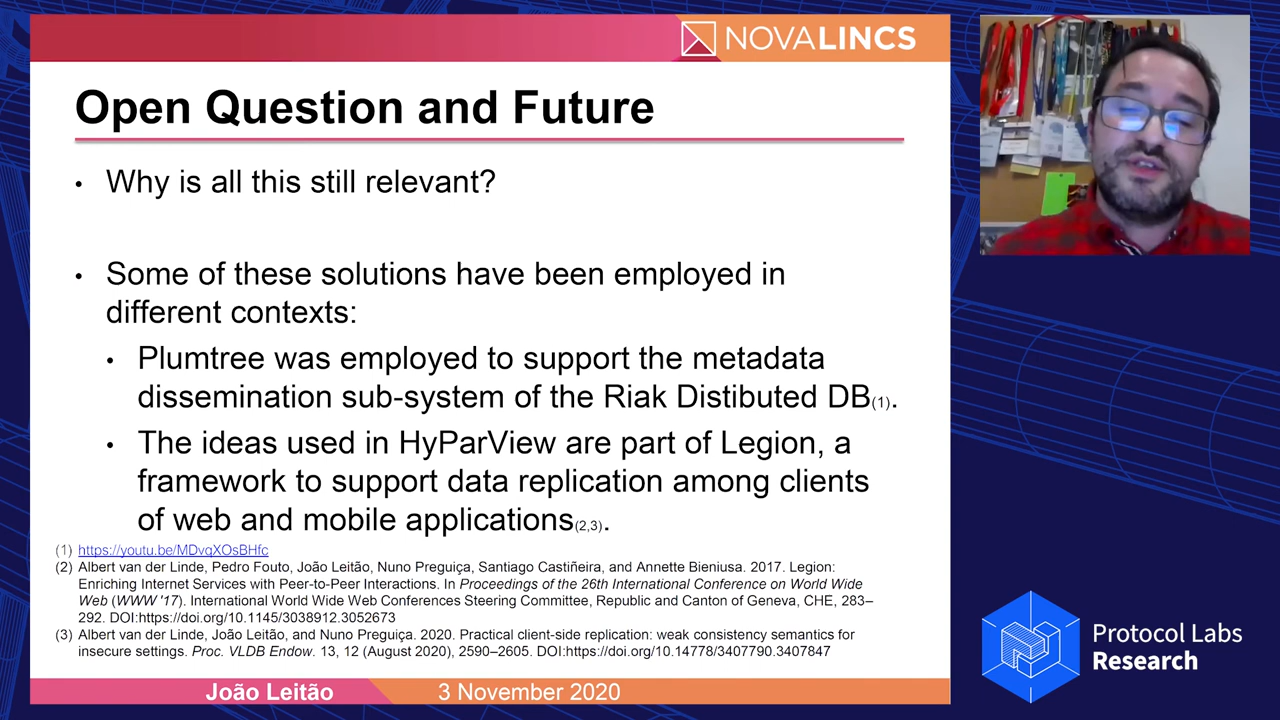 NOVALINCS
Open Question and Future
• Why is all this still relevant?
• Some of these solutions have been employed in
different contexts:
• Plumtree was employed to support the metadata
dissemination sub-system of the Riak Distibuted DB(1).
• The ideas used in HyParView are part of Legion, a
framework to support data replication among clients
of web and mobile applications(2,3).
(1) https://youtu.be/MDvqXOsBHfc
(2) Albert van der Linde, Pedro Fouto, João Leitão, Nuno Preguiça, Santiago Castiñeira, and Annette Bieniusa. 2017. Legion:
Enriching Internet Services with Peer-to-Peer Interactions. In Proceedings of the 26th International Conference on World Wide
Web (WWW '17). International World Wide Web Conferences Steering Committee, Republic and Canton of Geneva, CHE, 283–
292. DOI:https://doi.org/10.1145/3038912.3052673
(3) Albert van der Linde, João Leitão, and Nuno Preguiça. 2020. Practical client-side replication: weak consistency semantics for
insecure settings. Proc. VLDB Endow. 13, 12 (August 2020), 2590–2605. DOI:https://doi.org/10.14778/3407790.3407847
João Leitão 3 November 2020
Protocol Labs
Research